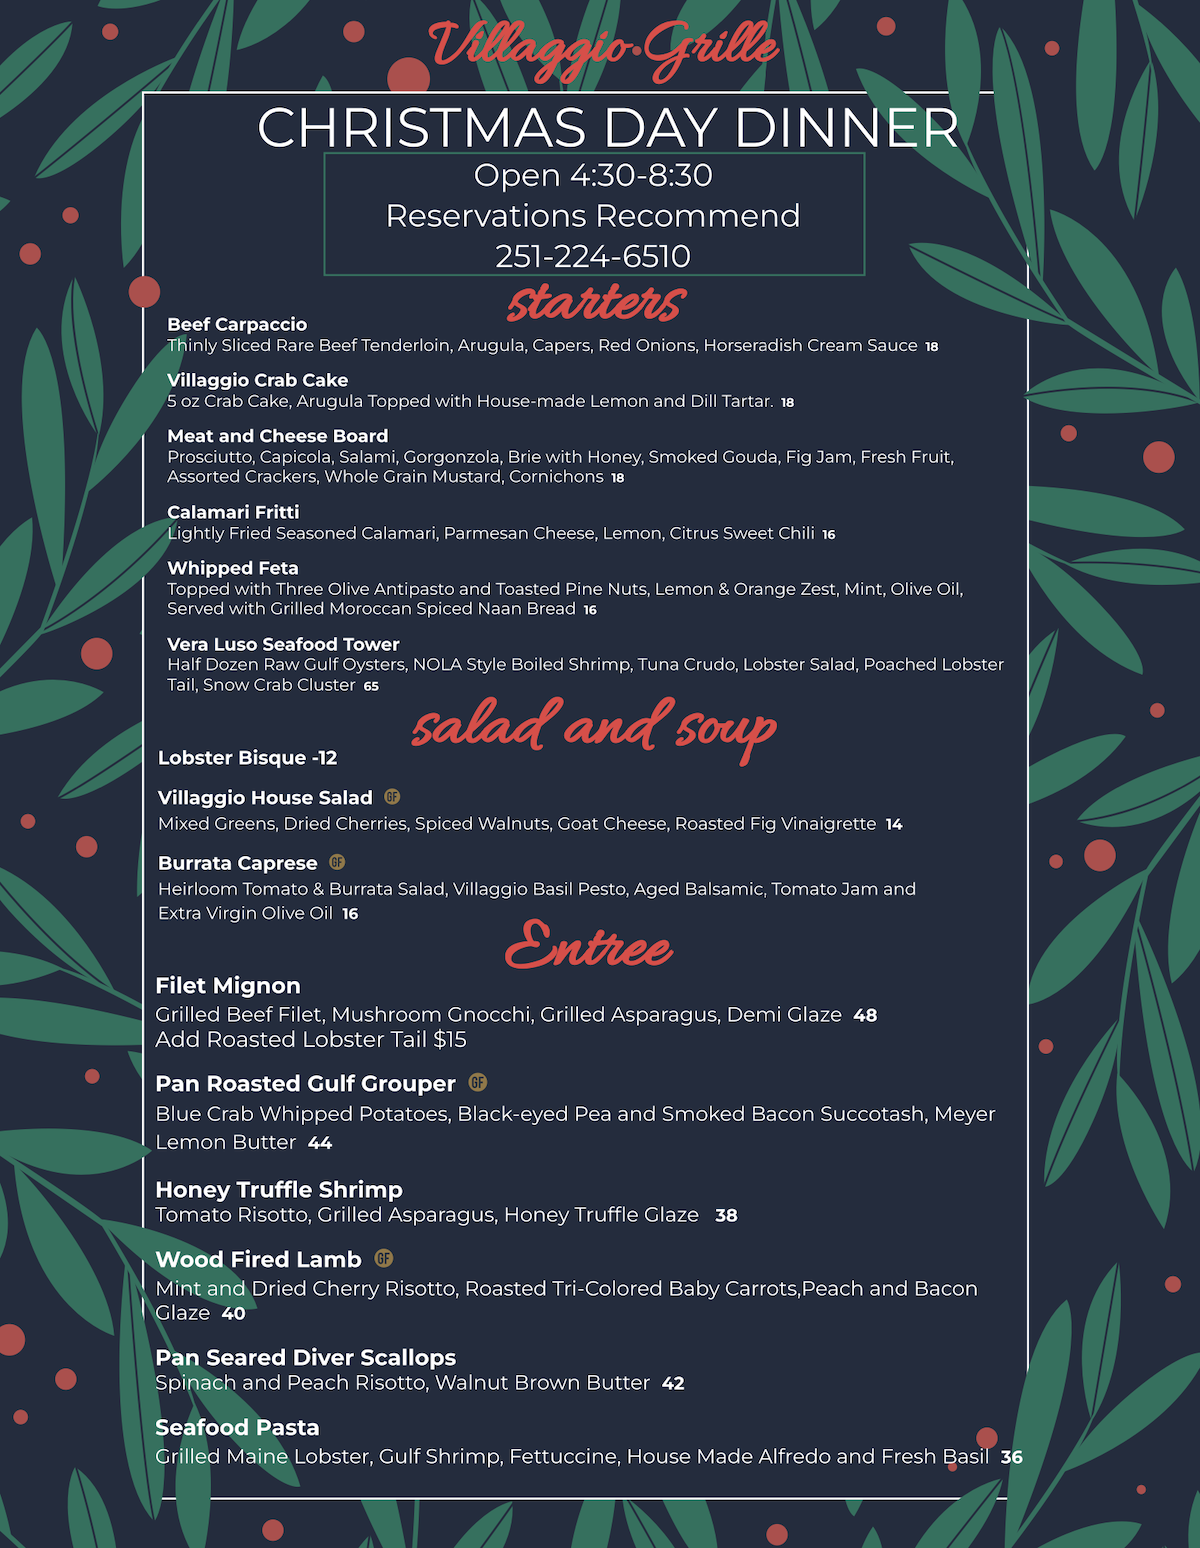 Villaggio·Grille
CHRISTMAS DAY DINNER
Open 4:30-8:30
Reservations Recommend
251-224-6510
starters
Beef Carpaccio
Thinly Sliced Rare Beef Tenderloin, Arugula, Capers, Red Onions, Horseradish Cream Sauce 18
Villaggio Crab Cake
5 oz Crab Cake, Arugula Topped with House-made Lemon and Dill Tartar. 18
Meat and Cheese Board
Prosciutto, Capicola, Salami, Gorgonzola, Brie with Honey, Smoked Gouda, Fig Jam, Fresh Fruit,
Assorted Crackers, Whole Grain Mustard, Cornichons 18
Calamari Fritti
Lightly Fried Seasoned Calamari, Parmesan Cheese, Lemon, Citrus Sweet Chili 16
Whipped Feta
Topped with Three Olive Antipasto and Toasted Pine Nuts, Lemon & Orange Zest, Mint, Olive Oil,
Served with Grilled Moroccan Spiced Naan Bread 16
Vera Luso Seafood Tower
Half Dozen Raw Gulf Oysters, NOLA Style Boiled Shrimp, Tuna Crudo, Lobster Salad, Poached Lobster
Tail, Snow Crab Cluster 65
salad and soup
Lobster Bisque -12
Villaggio House Salad GF
Mixed Greens, Dried Cherries, Spiced Walnuts, Goat Cheese, Roasted Fig Vinaigrette 14
Burrata Caprese GF
Heirloom Tomato & Burrata Salad, Villaggio Basil Pesto, Aged Balsamic, Tomato Jam and
Extra Virgin Olive Oil 16
Entree
Filet Mignon
Grilled Beef Filet, Mushroom Gnocchi, Grilled Asparagus, Demi Glaze 48
Add Roasted Lobster Tail $15
Pan Roasted Gulf Grouper GF
Blue Crab Whipped Potatoes, Black-eyed Pea and Smoked Bacon Succotash, Meyer
Lemon Butter 44
Honey Truffle Shrimp
Tomato Risotto, Grilled Asparagus, Honey Truffle Glaze 38
Wood Fired Lamb GF
Mint and Dried Cherry Risotto, Roasted Tri-Colored Baby Carrots,Peach and Bacon
Glaze 40
Pan Seared Diver Scallops
Spinach and Peach Risotto, Walnut Brown Butter 42
Seafood Pasta
Grilled Maine Lobster, Gulf Shrimp, Fettuccine, House Made Alfredo and Fresh Basil 36